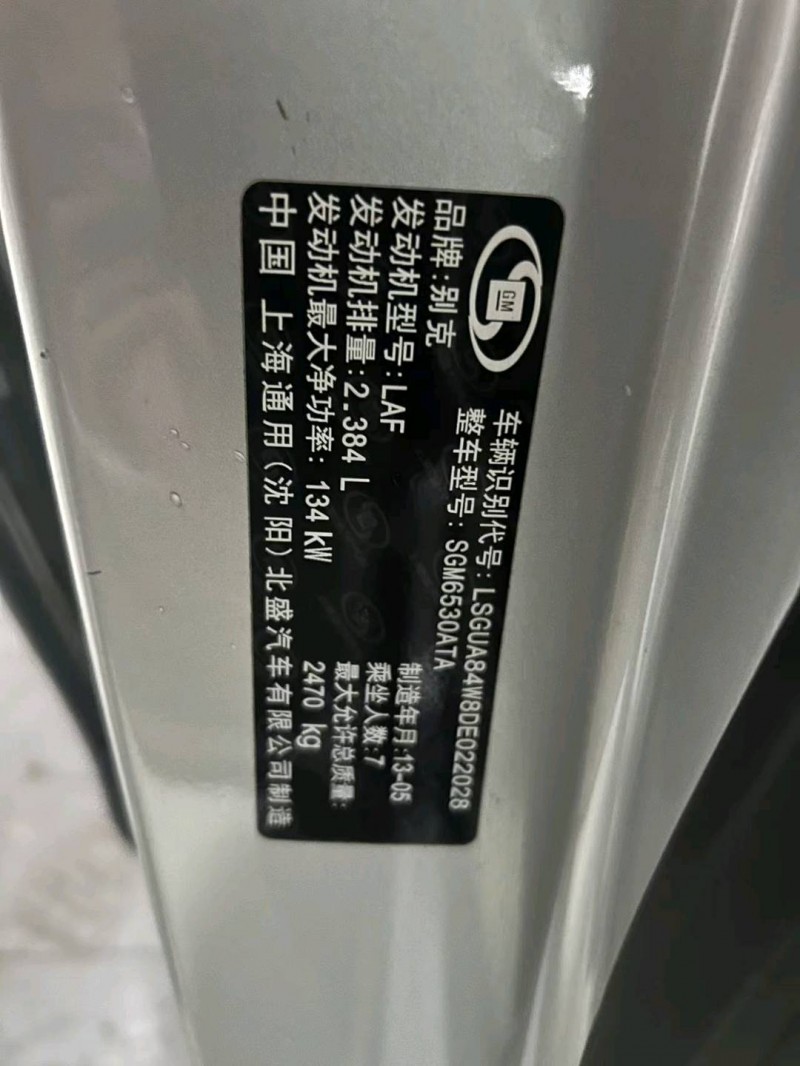 GM
车辆识别代号: LSGUA84W8DE022028
品牌:别克 整车型号: SGM6530ATA
发动机型号:LAF 制造年月:13-05
发动机排量:2.384 L 乘坐人数:7
发动机最大净功率: 134 kW 最大允许总质量:
2470 kg
中国 上海通用(沈阳)北盛汽车有限公司制造